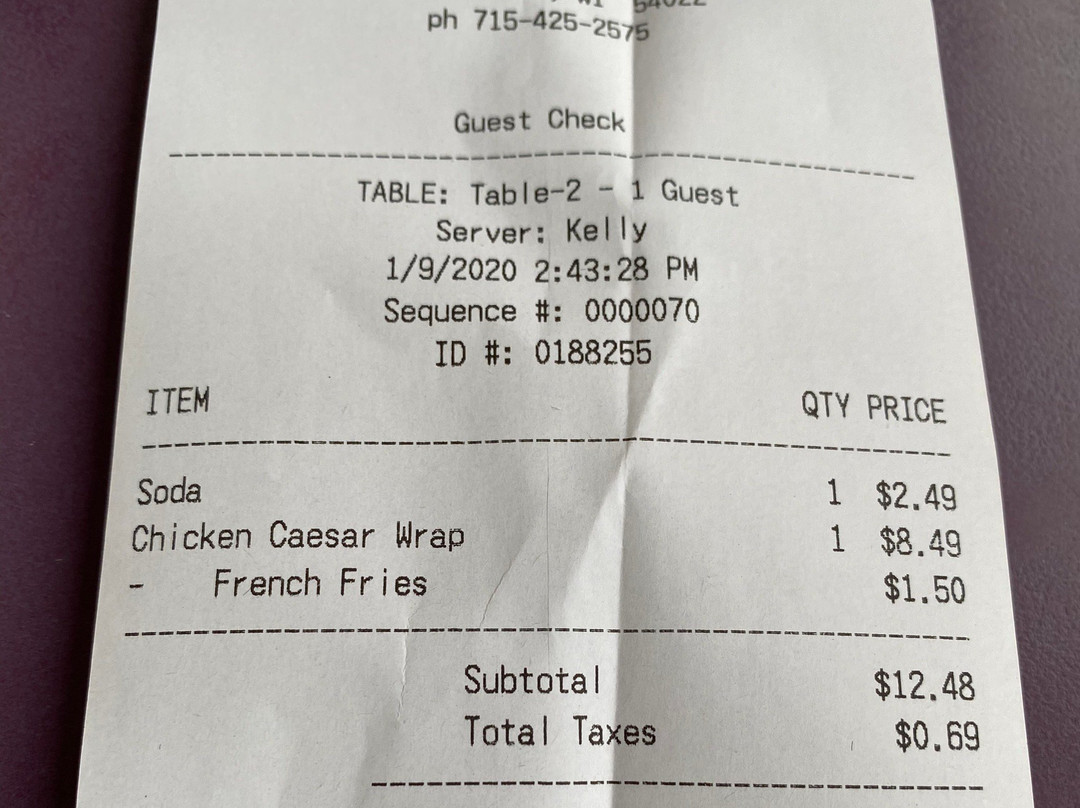 ph 715-425-2575
Guest Check
TABLE: Table-2 - 1 Guest
Server: Kelly
1/9/2020 2:43:28 PM
Sequence #: 0000070
ID #: 0188255
ITEM QTY PRICE
Soda 1 $2.49
Chicken Caesar Wrap 1 $8.49
- French Fries $1.50
Subtotal $12.48
Total Taxes $0.69